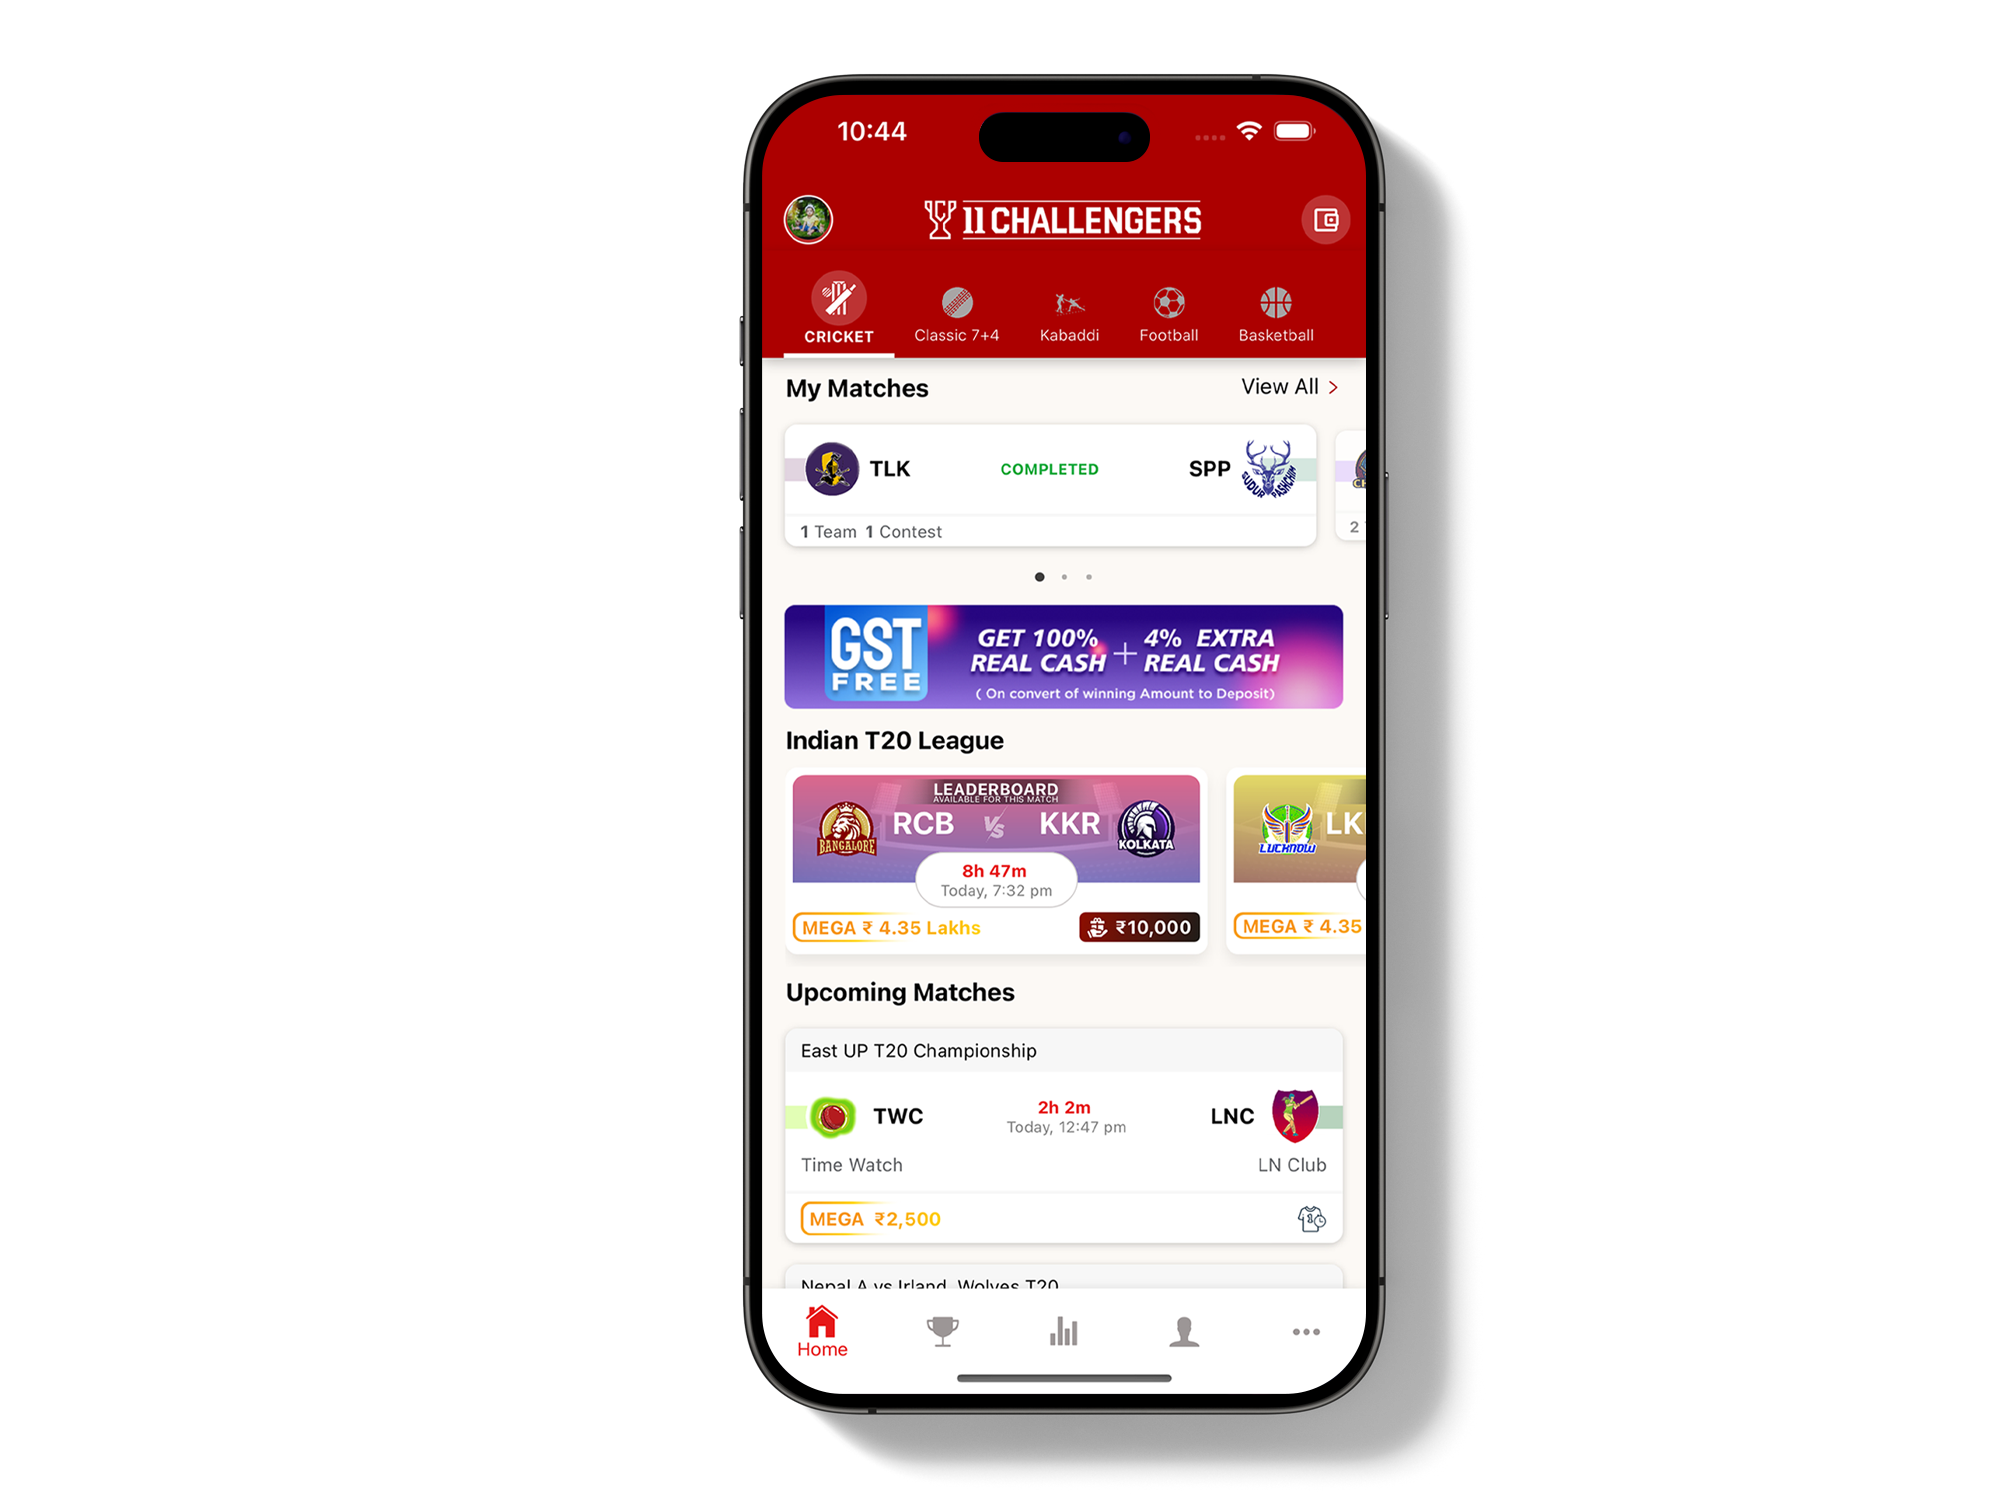 10:44
11 CHALLENGERS
CRICKET
Classic 7+4
Kabaddi
Football
Basketball
My Matches
View All >
TLK
COMPLETED
SPP
SUDUR PASHCHIM
1 Team 1 Contest
2
GST
FREE
GET 100%
REAL CASH
+
4% EXTRA
REAL CASH
( On convert of winning Amount to Deposit)
Indian T20 League
LEADERBOARD
AVAILABLE FOR THIS MATCH
BANGALORE
RCB
VS
KKR
KOLKATA
8h 47m
Today, 7:32 pm
MEGA ₹ 4.35 Lakhs
₹10,000
LUCKNOW
LK
MEGA ₹ 4.35
Upcoming Matches
East UP T20 Championship
TWC
2h 2m
Today, 12:47 pm
LNC
Time Watch
LN Club
MEGA ₹2,500
Nepal A vs Irland Wolves T20
Home